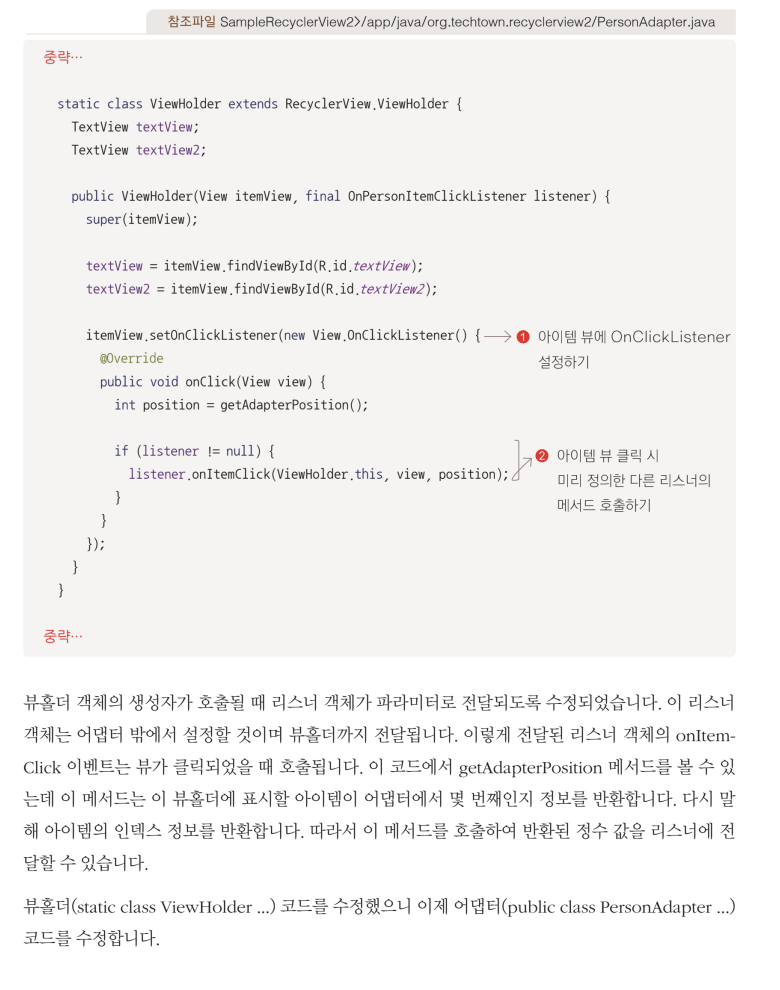 참조파일 SampleRecyclerView2>/app/java/org.techtown.recyclerview2/PersonAdapter.java
중략…
static class ViewHolder extends RecyclerView.ViewHolder {
TextView textView;
TextView textView2;
public ViewHolder(View itemView, final OnPersonItemClickListener listener) {
super(itemView);
textView = itemView.findViewById(R.id.textView);
textView2 = itemView.findViewById(R.id.textView2);
itemView.setOnClickListener(new View.OnClickListener() { → ❶ 아이템 뷰에 OnClickListener
설정하기
@Override
public void onClick(View view) {
int position = getAdapterPosition();
if (listener != null) {
❷ 아이템 뷰 클릭 시
listener.onItemClick(ViewHolder.this, view, position);
미리 정의한 다른 리스너의
}
메서드 호출하기
}
});
}
}
중략…
뷰홀더 객체의 생성자가 호출될 때 리스너 객체가 파라미터로 전달되도록 수정되었습니다. 이 리스너
객체는 어댑터 밖에서 설정할 것이며 뷰홀더까지 전달됩니다. 이렇게 전달된 리스너 객체의 onItem-
Click 이벤트는 뷰가 클릭되었을 때 호출됩니다. 이 코드에서 getAdapterPosition 메서드를 볼 수 있
는데 이 메서드는 이 뷰홀더에 표시할 아이템이 어댑터에서 몇 번째인지 정보를 반환합니다. 다시 말
해 아이템의 인덱스 정보를 반환합니다. 따라서 이 메서드를 호출하여 반환된 정수 값을 리스너에 전
달할 수 있습니다.
뷰홀더(static class ViewHolder ...) 코드를 수정했으니 이제 어댑터(public class PersonAdapter ...)
코드를 수정합니다.